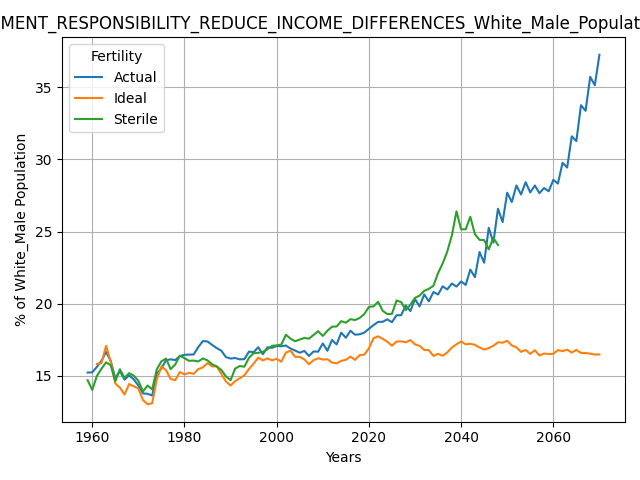 MENT_RESPONSIBILITY_REDUCE_INCOME_DIFFERENCES_White_Male_Populat
Fertility
Actual
Ideal
Sterile
35
30
25
20
15
% of White_Male Population
1960
1980
2000
2020
2040
2060
Years